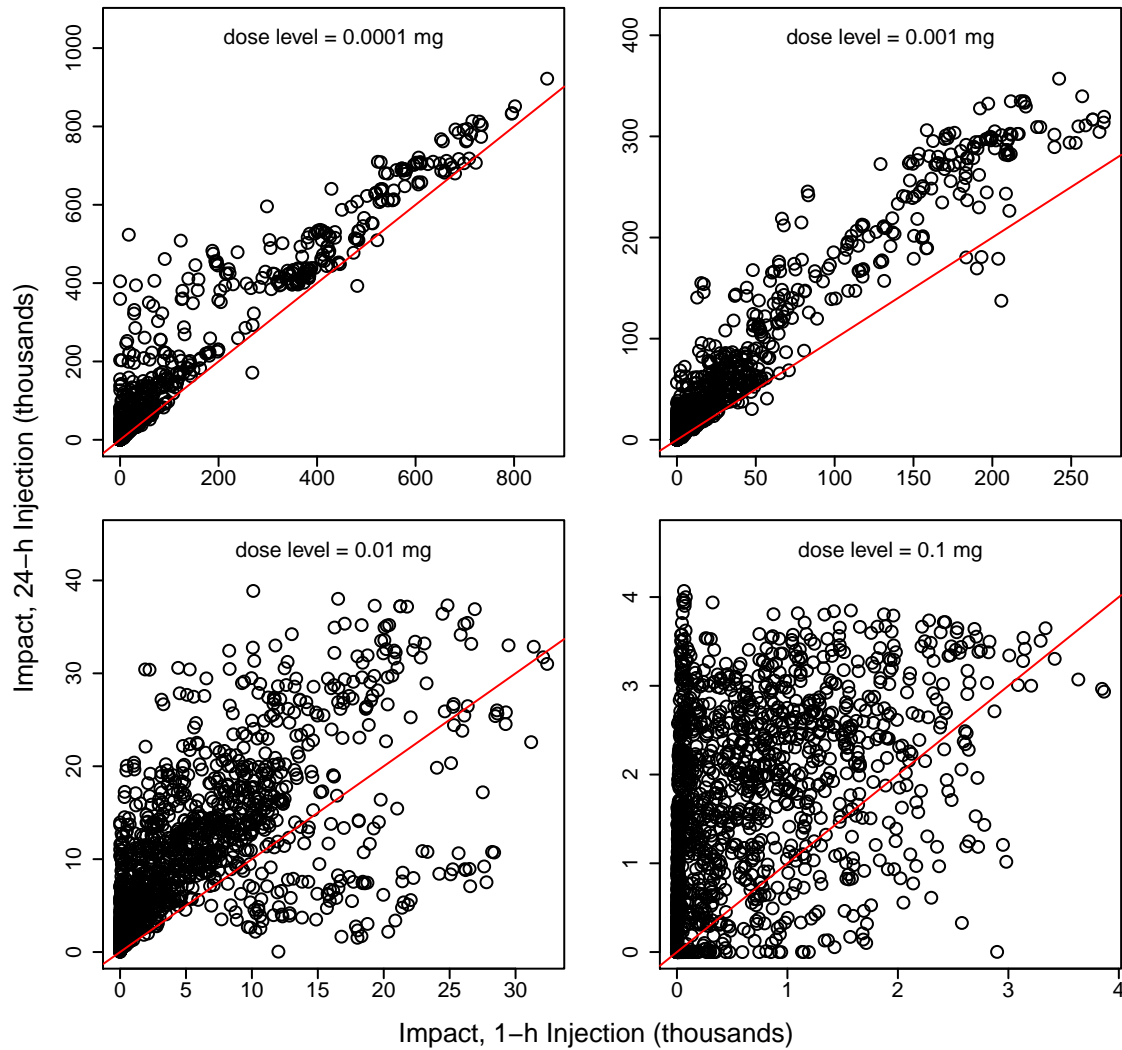 dose level = 0.0001 mg
0 200 400 600 800 1000
0 200 400 600 800
dose level = 0.001 mg
0 100 200 300 400
0 50 100 150 200 250
dose level = 0.01 mg
0 10 20 30 40
0 5 10 15 20 25 30
dose level = 0.1 mg
0 1 2 3 4
0 1 2 3 4
Impact, 24−h Injection (thousands)
Impact, 1−h Injection (thousands)